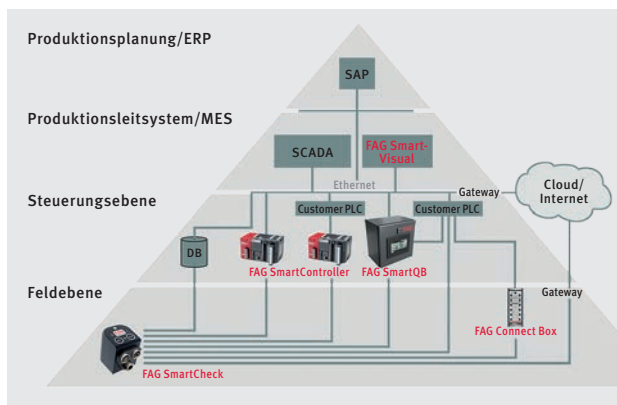 Produktionsplanung/ERP
SAP
Produktionsleitsystem/MES
SCADA
FAG Smart-
Visual
Ethernet
Steuerungsebene
Gateway
Cloud/
Internet
Customer PLC
Customer PLC
DB
FAG SmartController
FAG SmartQB
Feldebene
Gateway
FAG Connect Box
FAG SmartCheck